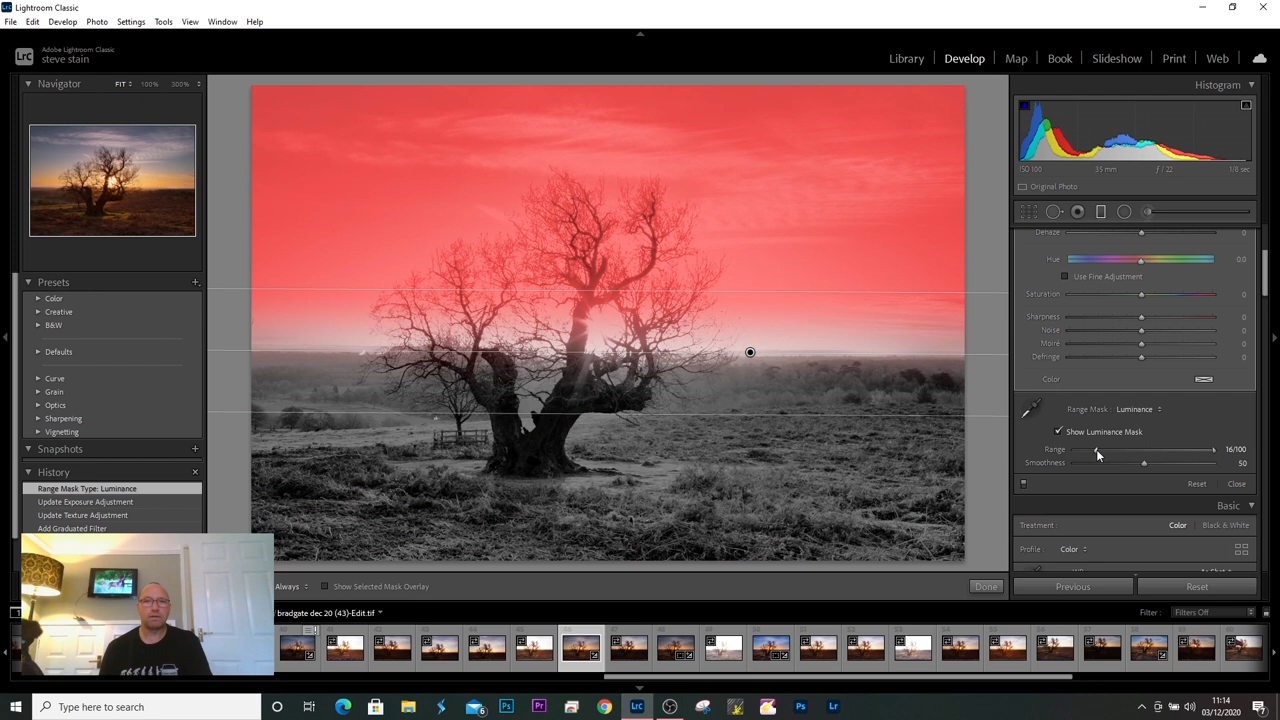 Lightroom Classic
File Edit Develop Photo Settings Tools View Window Help
Lrc Adobe Lightroom Classic
steve stain
Library Develop Map Book Slideshow Print Web
Navigator FIT 100% 300%
Histogram
ISO 100 35 mm ƒ / 22 1/8 sec
Original Photo
Dehaze
Hue 0.0
Use Fine Adjustment
Saturation 0
Sharpness 0
Noise 0
Moiré 0
Defringe 0
Color
Range Mask : Luminance
Show Luminance Mask
Range 16/100
Smoothness 50
Reset Close
Basic
Treatment : Color Black & White
Profile : Color
Previous Reset
Presets
Color
Creative
B&W
Defaults
Curve
Grain
Optics
Sharpening
Vignetting
Snapshots
History
Range Mask Type: Luminance
Update Exposure Adjustment
Update Texture Adjustment
Add Graduated Filter
Always Show Selected Mask Overlay Done
/ bradgate dec 20 (43)-Edit.tif
Filter : Filters Off
Type here to search
11:14
03/12/2020